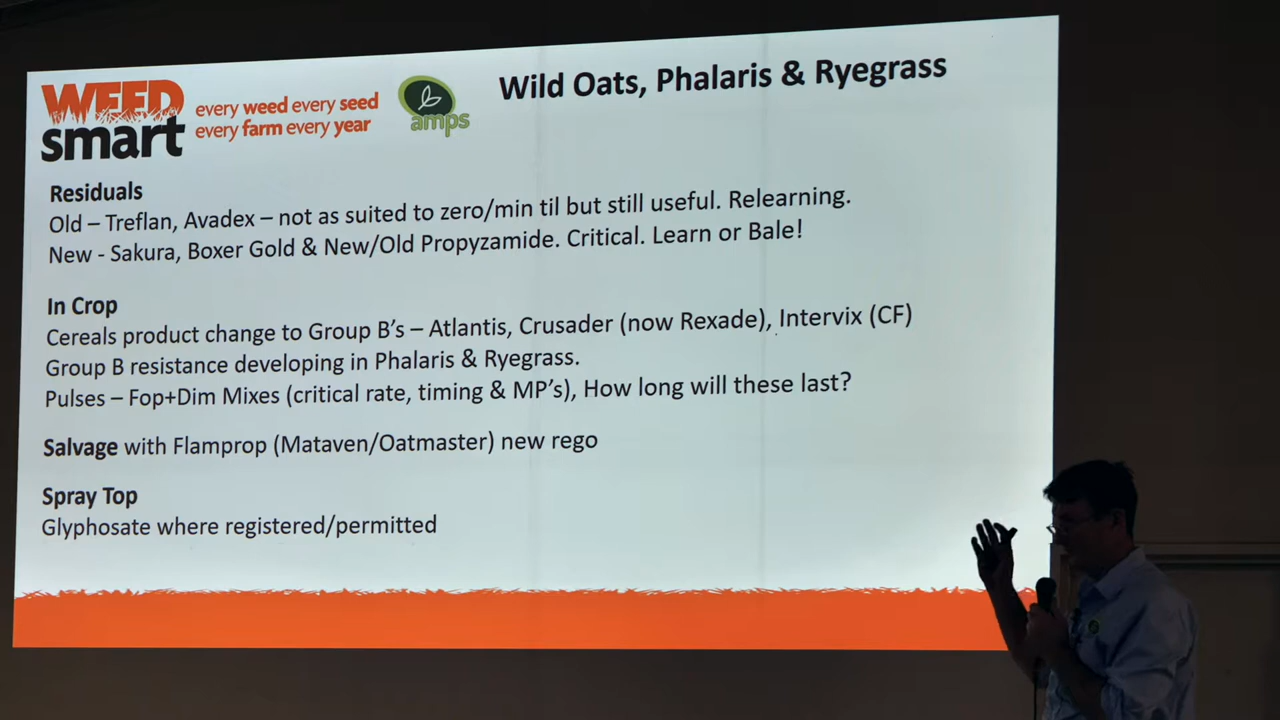 WEED
smart
every weed every seed
every farm every year
amps
Wild Oats, Phalaris & Ryegrass
Residuals
Old – Treflan, Avadex – not as suited to zero/min til but still useful. Relearning.
New - Sakura, Boxer Gold & New/Old Propyzamide. Critical. Learn or Bale!
In Crop
Cereals product change to Group B's – Atlantis, Crusader (now Rexade), Intervix (CF)
Group B resistance developing in Phalaris & Ryegrass.
Pulses – Fop+Dim Mixes (critical rate, timing & MP's), How long will these last?
Salvage with Flamprop (Mataven/Oatmaster) new rego
Spray Top
Glyphosate where registered/permitted